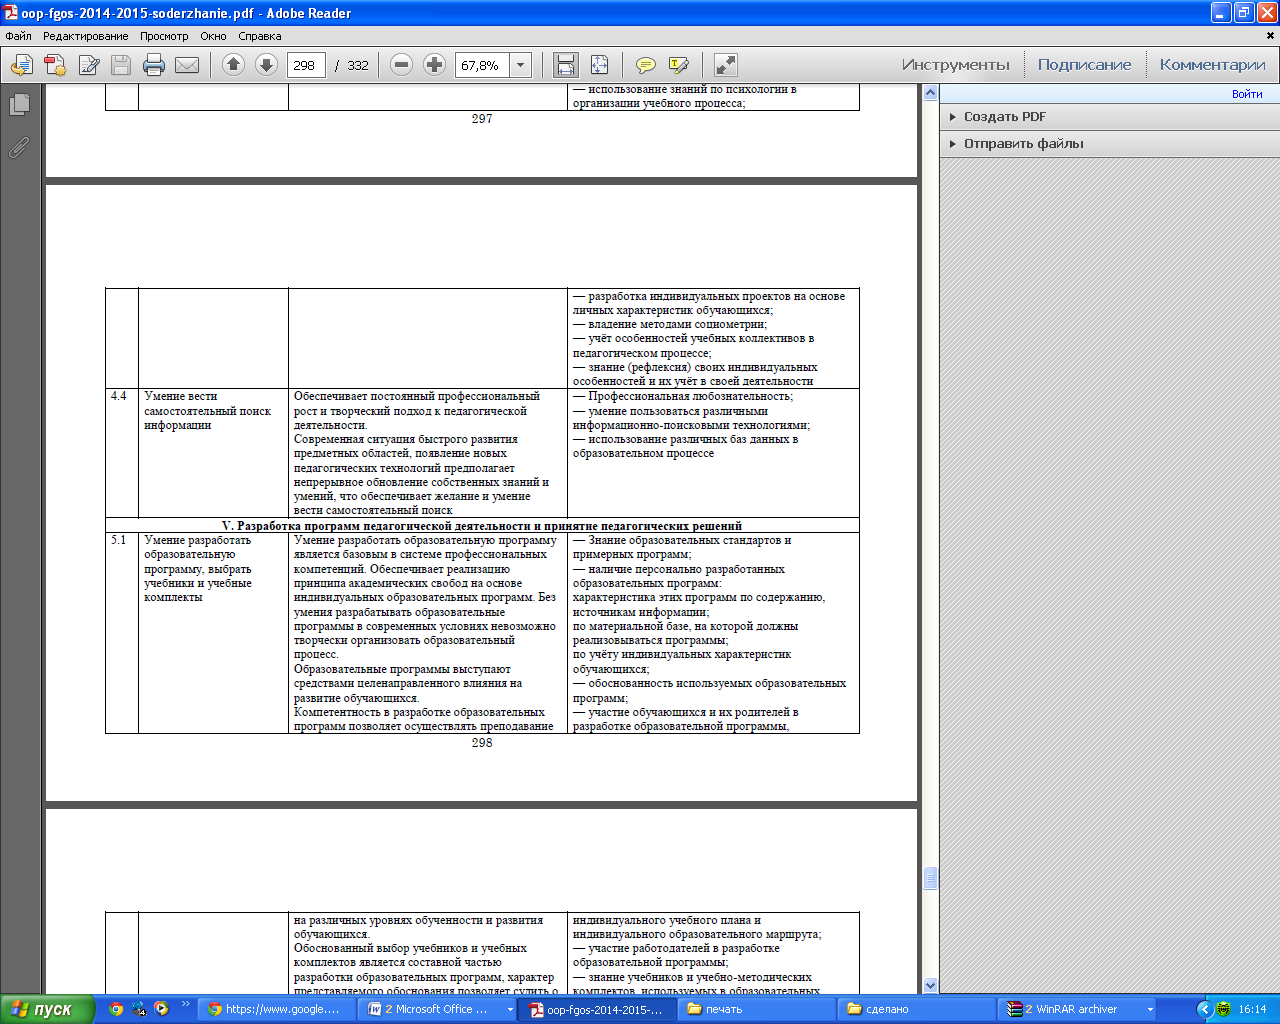 oop-fgos-2014-2015-soderzhanie.pdf - Adobe Reader
Файл Редактирование Просмотр Окно Справка
298 / 332 67,8% Инструменты Подписание Комментарии
Войти
Создать PDF
Отправить файлы
— использование знаний по психологии в
организации учебного процесса;
297
— разработка индивидуальных проектов на основе
личных характеристик обучающихся;
— владение методами социометрии;
— учёт особенностей учебных коллективов в
педагогическом процессе;
— знание (рефлексия) своих индивидуальных
особенностей и их учёт в своей деятельности
4.4
Умение вести
самостоятельный поиск
информации
Обеспечивает постоянный профессиональный
рост и творческий подход к педагогической
деятельности.
Современная ситуация быстрого развития
предметных областей, появление новых
педагогических технологий предполагает
непрерывное обновление собственных знаний и
умений, что обеспечивает желание и умение
вести самостоятельный поиск
— Профессиональная любознательность;
— умение пользоваться различными
информационно-поисковыми технологиями;
— использование различных баз данных в
образовательном процессе
V. Разработка программ педагогической деятельности и принятие педагогических решений
5.1
Умение разработать
образовательную
программу, выбрать
учебники и учебные
комплекты
Умение разработать образовательную программу
является базовым в системе профессиональных
компетенций. Обеспечивает реализацию
принципа академических свобод на основе
индивидуальных образовательных программ. Без
умения разрабатывать образовательные
программы в современных условиях невозможно
творчески организовать образовательный
процесс.
Образовательные программы выступают
средствами целенаправленного влияния на
развитие обучающихся.
Компетентность в разработке образовательных
программ позволяет осуществлять преподавание
— Знание образовательных стандартов и
примерных программ;
— наличие персонально разработанных
образовательных программ:
характеристика этих программ по содержанию,
источникам информации;
по материальной базе, на которой должны
реализовываться программы;
по учёту индивидуальных характеристик
обучающихся;
— обоснованность используемых образовательных
программ;
— участие обучающихся и их родителей в
разработке образовательной программы,
298
на различных уровнях обученности и развития
обучающихся.
Обоснованный выбор учебников и учебных
комплектов является составной частью
разработки образовательных программ, характер
представляемого обоснования позволяет судить о
индивидуального учебного плана и
индивидуального образовательного маршрута;
— участие работодателей в разработке
образовательной программы;
— знание учебников и учебно-методических
комплектов, используемых в образовательных
пуск
https://www.google....
2 Microsoft Office ...
oop-fgos-2014-2015-...
печать
сделано
2 WinRAR archiver
16:14